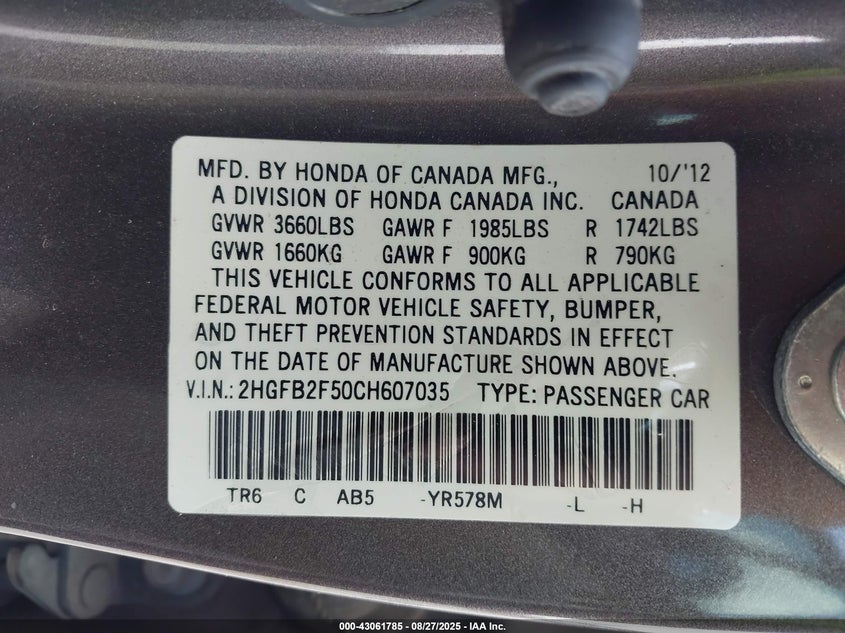 MFD. BY HONDA OF CANADA MFG., 10/'12
A DIVISION OF HONDA CANADA INC. CANADA
GVWR 3660LBS GAWR F 1985LBS R 1742LBS
GVWR 1660KG GAWR F 900KG R 790KG
THIS VEHICLE CONFORMS TO ALL APPLICABLE
FEDERAL MOTOR VEHICLE SAFETY, BUMPER,
AND THEFT PREVENTION STANDARDS IN EFFECT
ON THE DATE OF MANUFACTURE SHOWN ABOVE.
V.I.N.: 2HGFB2F50CH607035 TYPE: PASSENGER CAR
TR6 C AB5 -YR578M -L -H
000-43061785 - 08/27/2025 - IAA Inc.